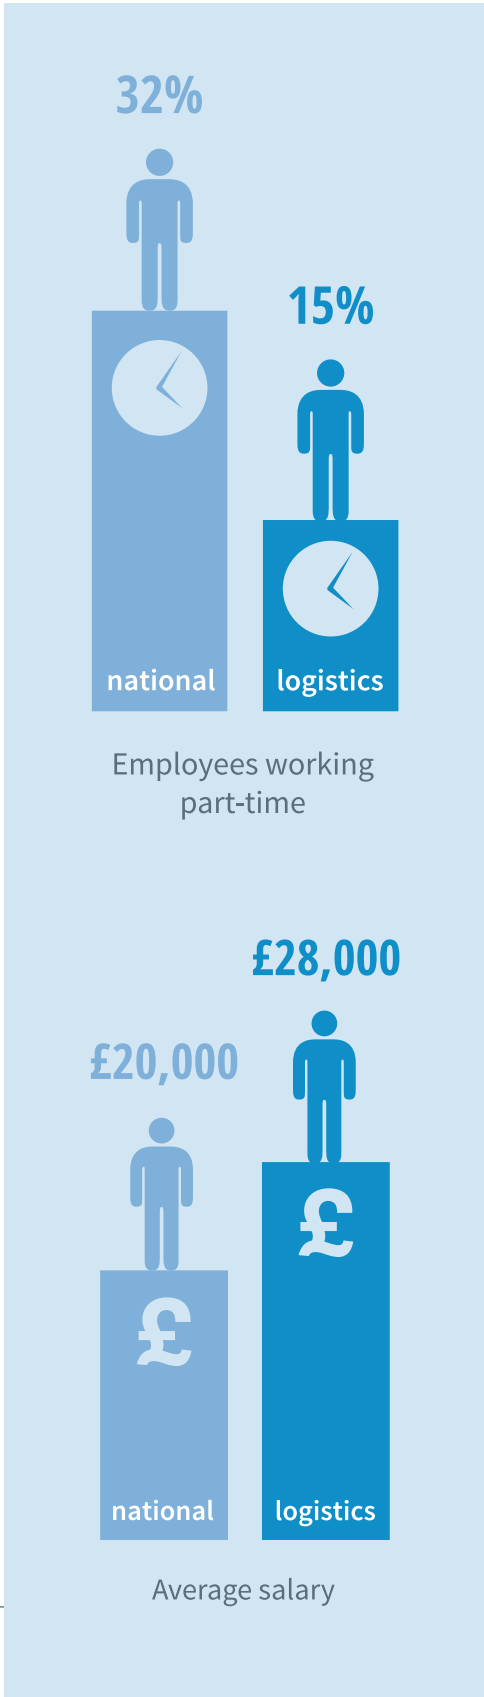 32%
15%
national
logistics
Employees working
part-time
£28,000
£20,000
£
£
national
logistics
Average salary